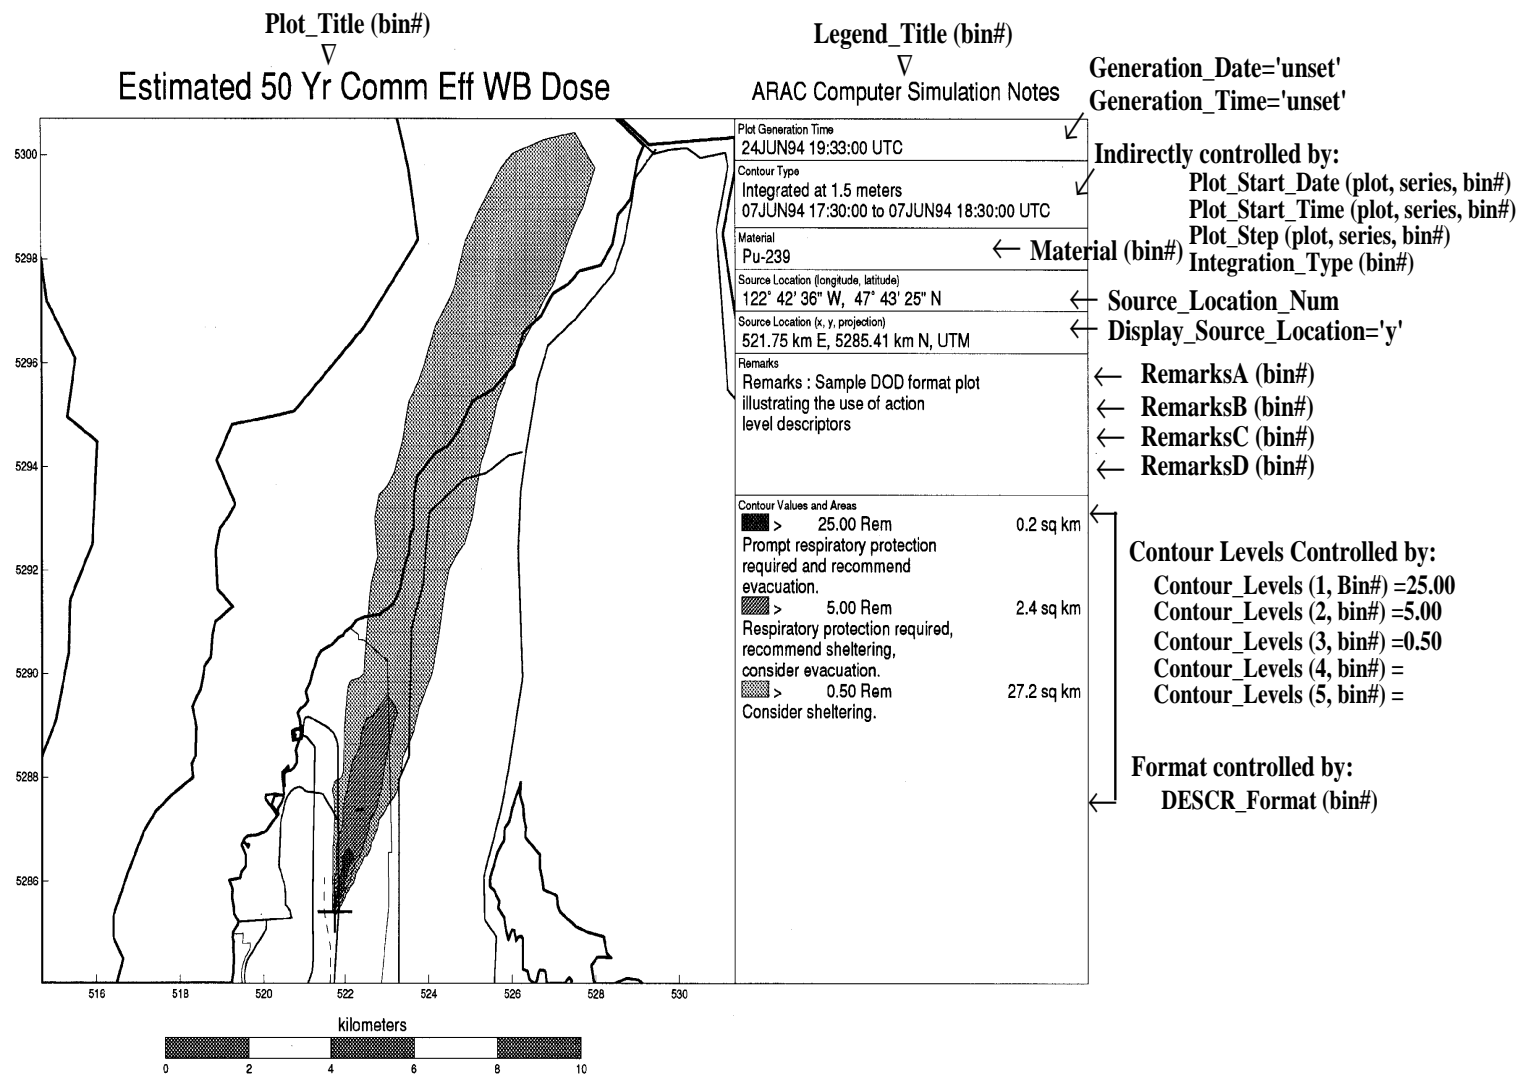 Plot_Title (bin#)
Estimated 50 Yr Comm Eff WB Dose
Legend_Title (bin#)
ARAC Computer Simulation Notes
Generation_Date='unset'
Generation_Time='unset'
Plot Generation Time
24JUN94 19:33:00 UTC
Contour Type
Integrated at 1.5 meters
07JUN94 17:30:00 to 07JUN94 18:30:00 UTC
Indirectly controlled by:
Plot_Start_Date (plot, series, bin#)
Plot_Start_Time (plot, series, bin#)
Plot_Step (plot, series, bin#)
Integration_Type (bin#)
Material
Pu-239
Material (bin#)
Source Location (longitude, latitude)
122° 42' 36" W, 47° 43' 25" N
Source_Location_Num
Source Location (x, y, projection)
521.75 km E, 5285.41 km N, UTM
Display_Source_Location='y'
Remarks
Remarks : Sample DOD format plot
illustrating the use of action
level descriptors
RemarksA (bin#)
RemarksB (bin#)
RemarksC (bin#)
RemarksD (bin#)
Contour Values and Areas
> 25.00 Rem 0.2 sq km
Prompt respiratory protection
required and recommend
evacuation.
> 5.00 Rem 2.4 sq km
Respiratory protection required,
recommend sheltering,
consider evacuation.
> 0.50 Rem 27.2 sq km
Consider sheltering.
Contour Levels Controlled by:
Contour_Levels (1, Bin#) =25.00
Contour_Levels (2, bin#) =5.00
Contour_Levels (3, bin#) =0.50
Contour_Levels (4, bin#) =
Contour_Levels (5, bin#) =
Format controlled by:
DESCR_Format (bin#)
5300
5298
5296
5294
5292
5290
5288
5286
516 518 520 522 524 526 528 530
kilometers
0 2 4 6 8 10